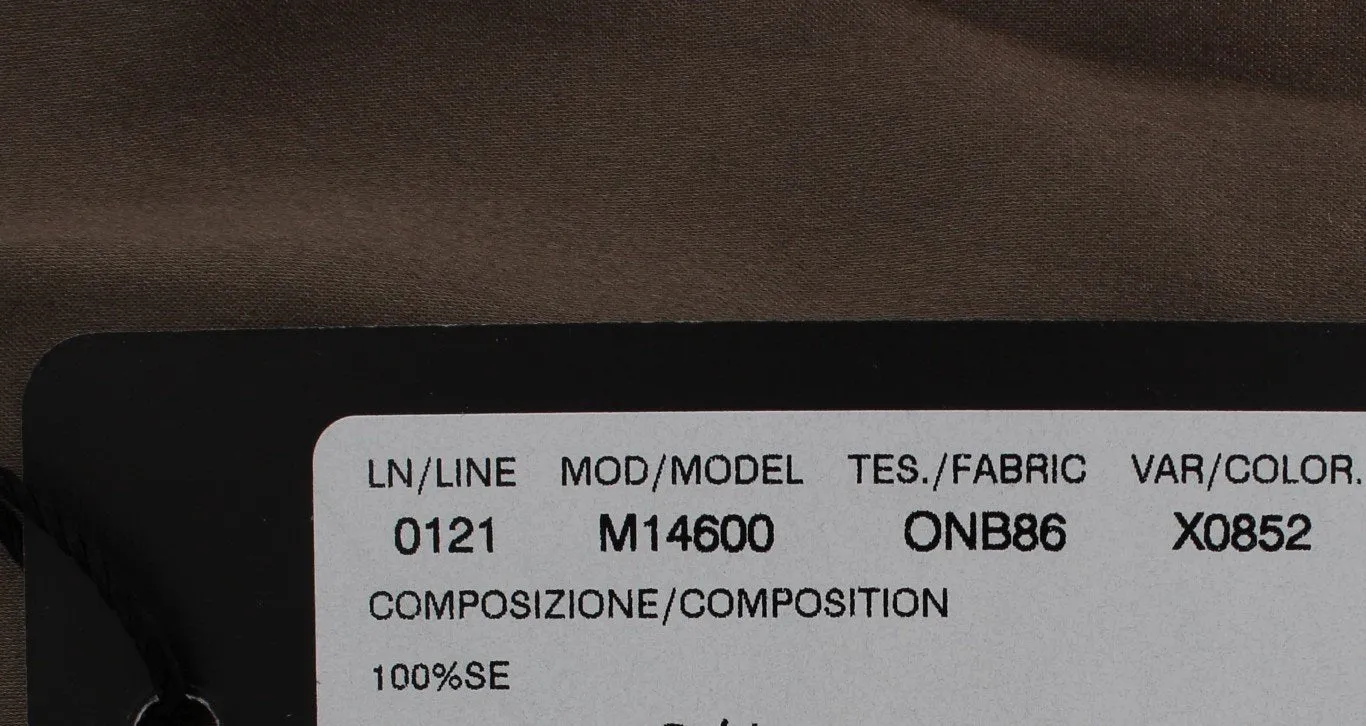 LN/LINE MOD/MODEL TES./FABRIC VAR/COLOR.
0121 M14600 ONB86 X0852
COMPOSIZIONE/COMPOSITION
100%SE